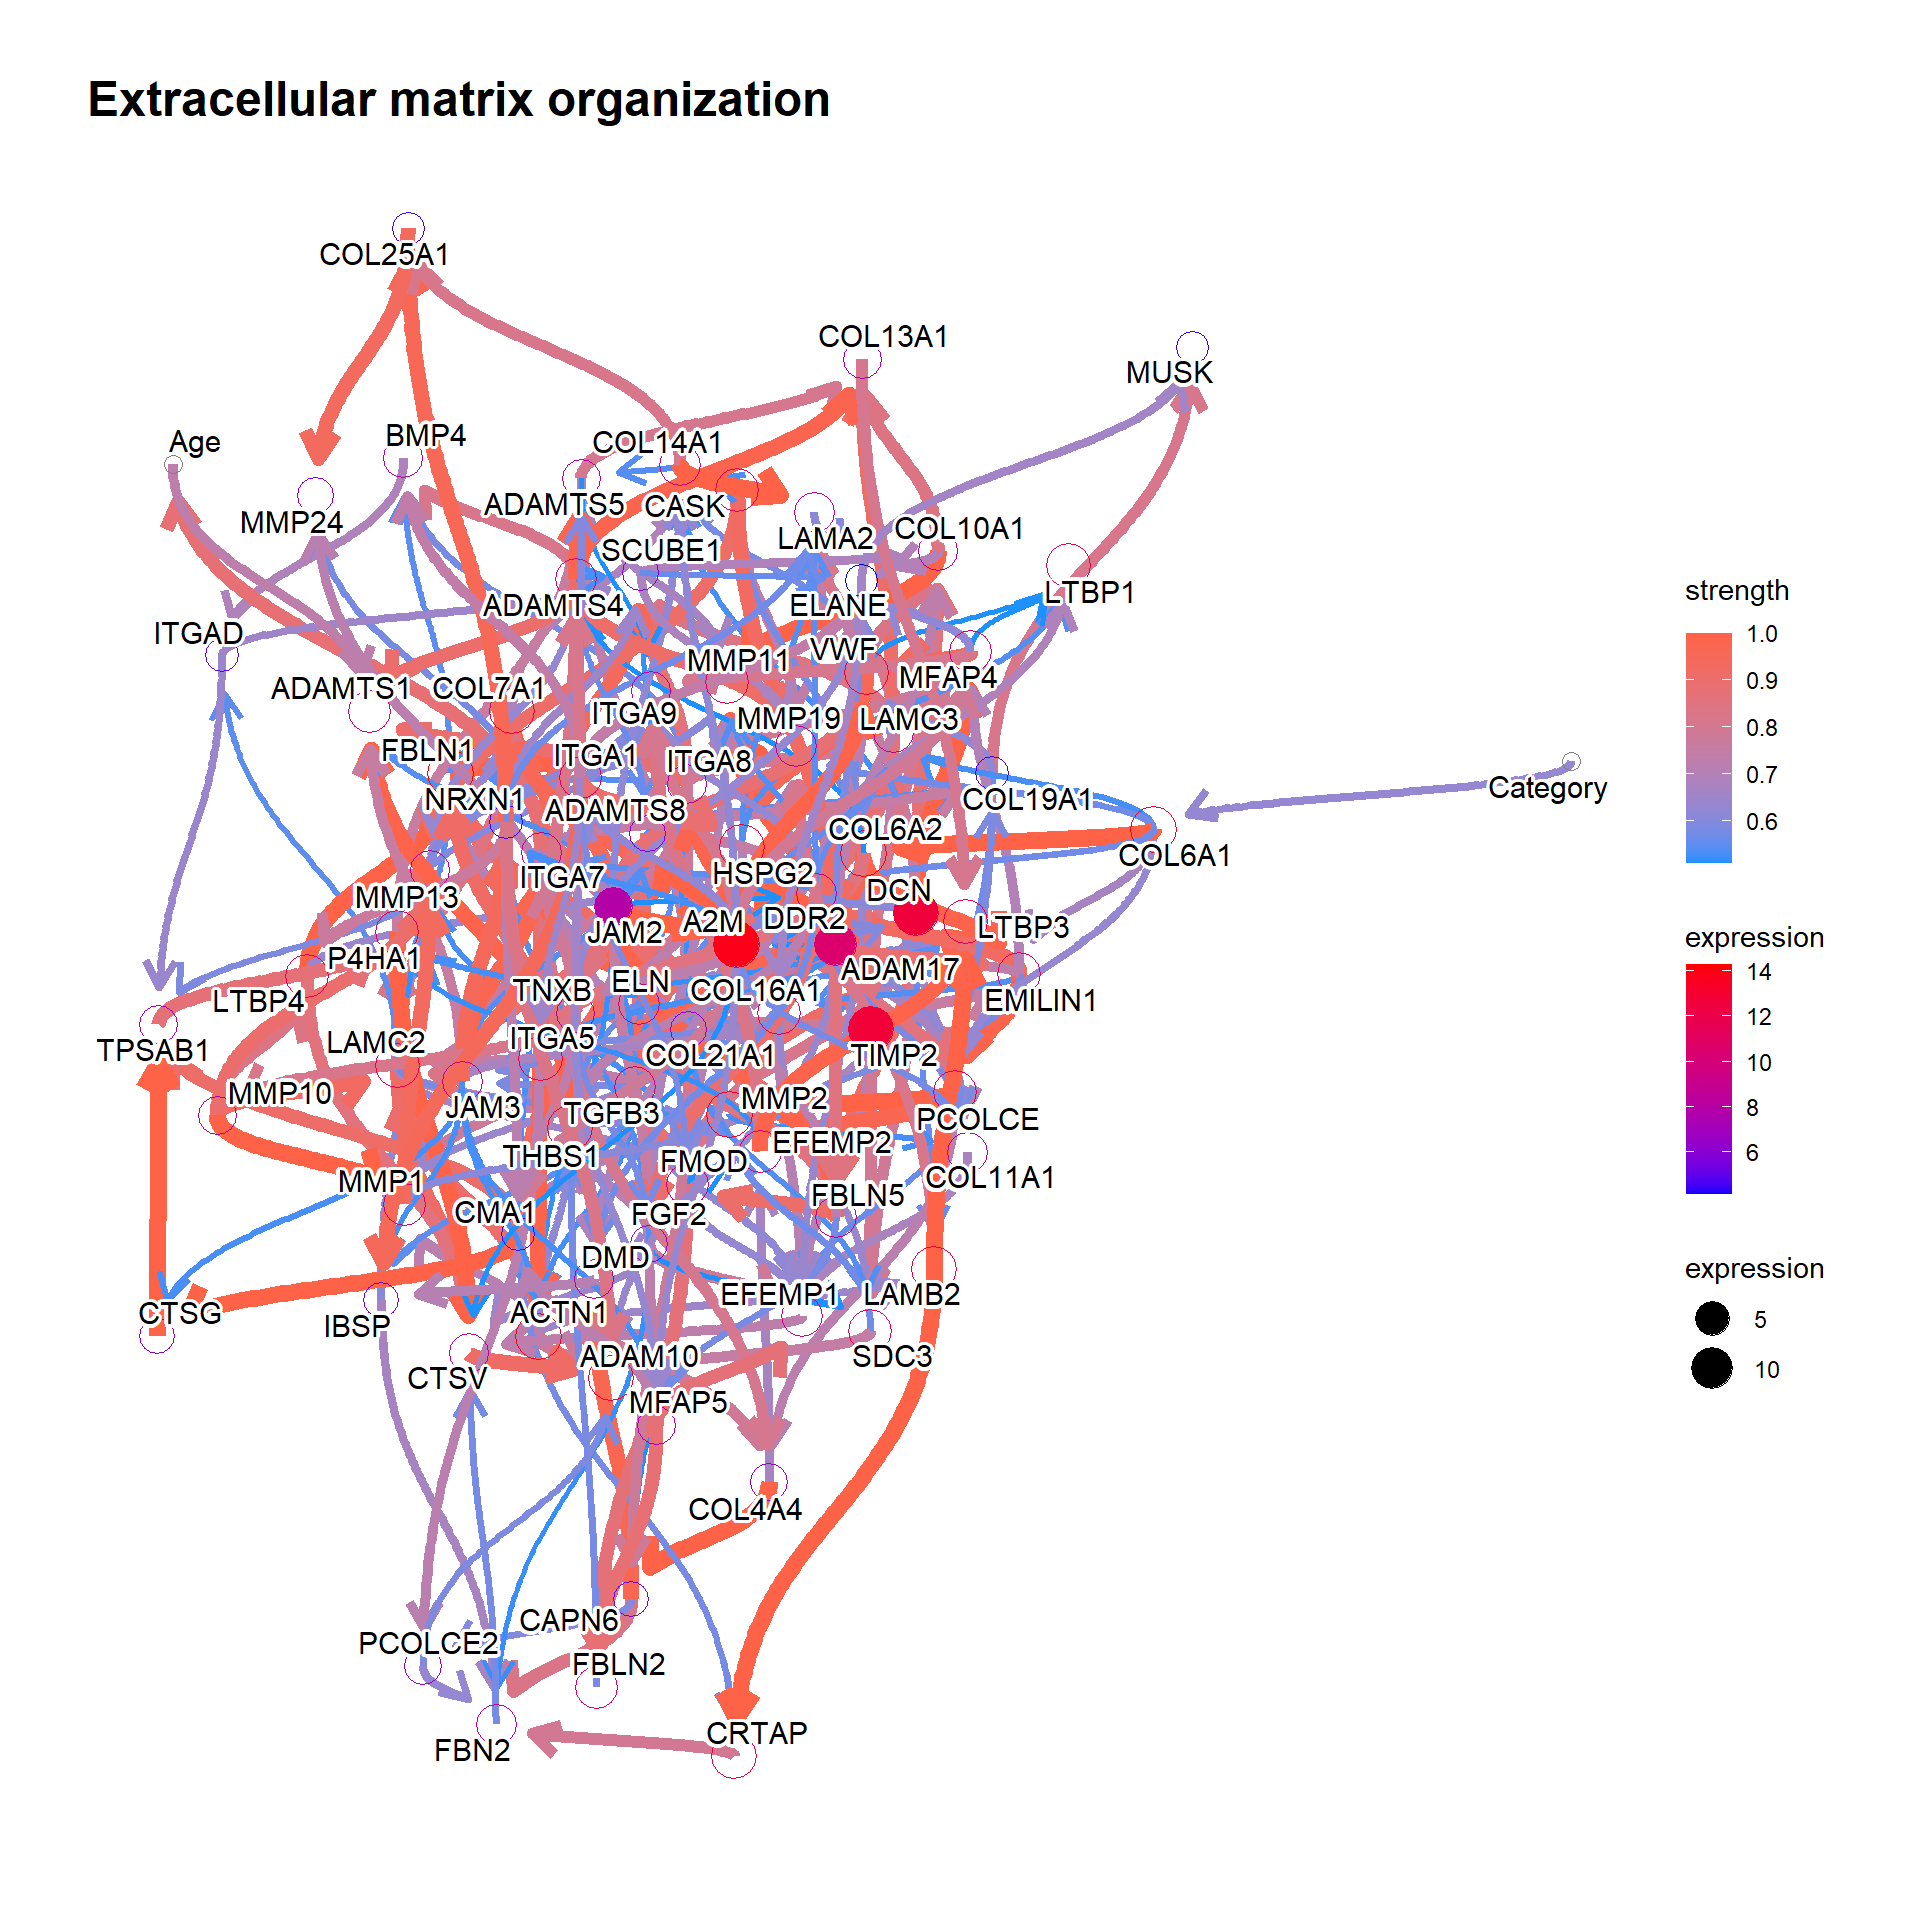 Extracellular matrix organization
COL25A1
COL13A1
MUSK
Age
BMP4
COL14A1
MMP24
ADAMTS5
CASK
LAMA2
COL10A1
SCUBE1
ITGAD
ADAMTS4
ELANE
LTBP1
ADAMTS1
COL7A1
MMP11
VWF
MFAP4
ITGA9
MMP19
LAMC3
FBLN1
ITGA1
ITGA8
NRXN1
ADAMTS8
COL19A1
Category
COL6A2
COL6A1
ITGA7
HSPG2
MMP13
DCN
JAM2
A2M
DDR2
LTBP3
P4HA1
ADAM17
LTBP4
TNXB
ELN
COL16A1
EMILIN1
TPSAB1
LAMC2
ITGA5
COL21A1
TIMP2
MMP10
JAM3
TGFB3
MMP2
PCOLCE
THBS1
FMOD
EFEMP2
COL11A1
MMP1
CMA1
FGF2
FBLN5
DMD
CTSG
IBSP
ACTN1
EFEMP1
LAMB2
CTSV
ADAM10
SDC3
MFAP5
COL4A4
CAPN6
PCOLCE2
FBLN2
FBN2
CRTAP
strength
1.0
0.9
0.8
0.7
0.6
expression
14
12
10
8
6
expression
5
10